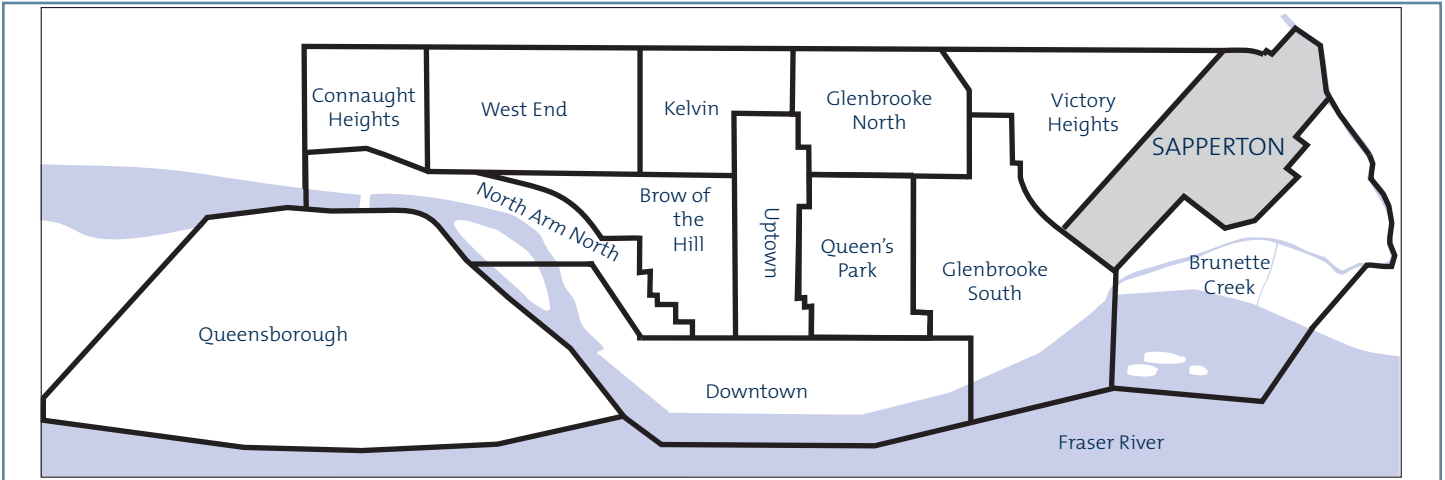 Connaught
Heights
West End
Kelvin
Glenbrooke
North
Victory
Heights
SAPPERTON
North Arm North
Brow of
the
Hill
Uptown
Queen's
Park
Glenbrooke
South
Brunette
Creek
Queensborough
Downtown
Fraser River